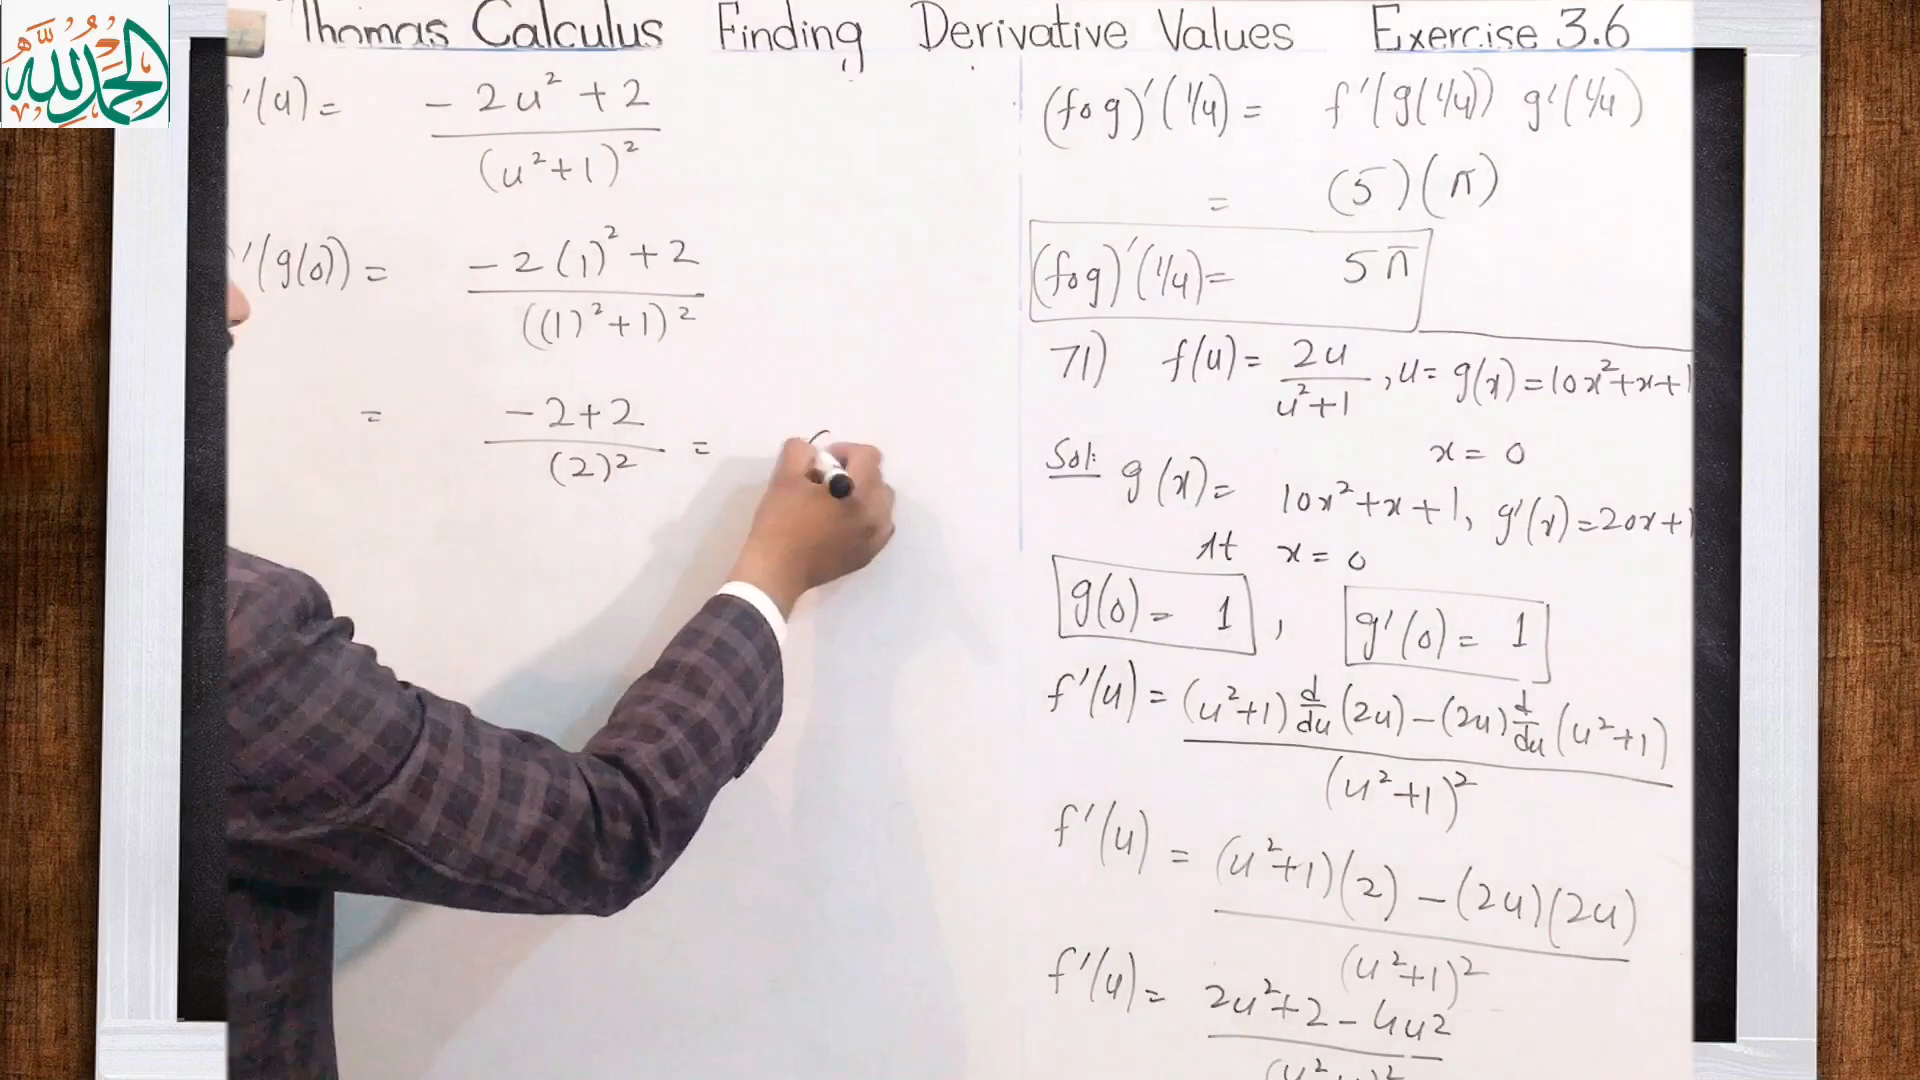 الحمد لله
Thomas Calculus Finding Derivative Values Exercise 3.6
'(u) = -2u² + 2
(u²+1)²
'(g(0)) = -2(1)² + 2
((1)²+1)²
= -2+2 =
(2)²
(fog)'(1/4) = f'(g(1/4)) g'(1/4)
= (5)(π)
(fog)'(1/4) = 5π
71) f(u) = 2u / u²+1 , u = g(x) = 10x²+x+1
x = 0
Sol: g(x) = 10x²+x+1, g'(x) = 20x+1
At x = 0
g(0) = 1 , g'(0) = 1
f'(u) = (u²+1) d/du (2u) - (2u) d/du (u²+1)
(u²+1)²
f'(u) = (u²+1)(2) - (2u)(2u)
(u²+1)²
f'(u) = 2u²+2-4u²